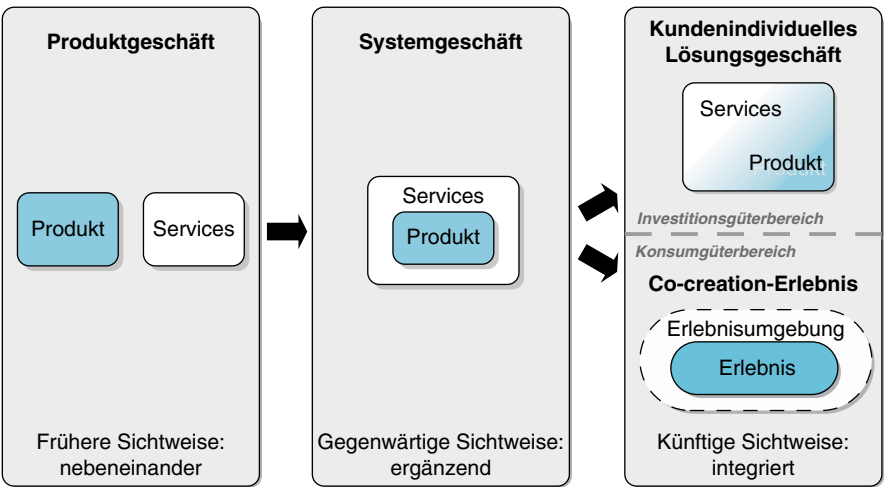 Produktgeschäft
Produkt
Services
Frühere Sichtweise:
nebeneinander
Systemgeschäft
Services
Produkt
Gegenwärtige Sichtweise:
ergänzend
Kundenindividuelles
Lösungsgeschäft
Services
Produkt
Investitionsgüterbereich
Konsumgüterbereich
Co-creation-Erlebnis
Erlebnisumgebung
Erlebnis
Künftige Sichtweise:
integriert